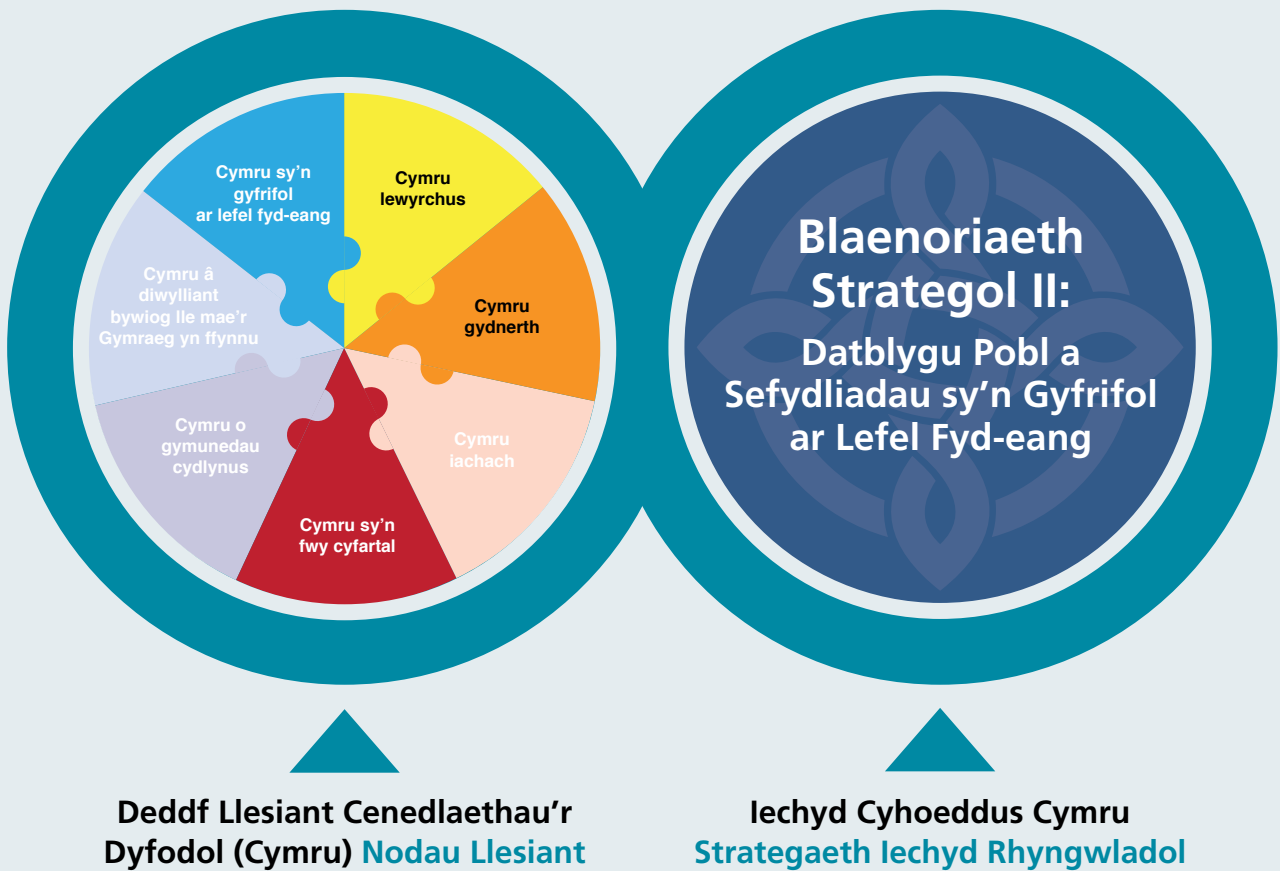 Cymru sy'n
gyfrifol
ar lefel fyd-eang
Cymru
lewyrchus
Cymru
gydnerth
Cymru
iachach
Cymru sy'n
fwy cyfartal
Cymru o
gymunedau
cydlynus
Cymru â
diwylliant
bywiog lle mae'r
Gymraeg yn ffynnu
Blaenoriaeth
Strategol II:
Datblygu Pobl a
Sefydliadau sy'n Gyfrifol
ar Lefel Fyd-eang
Deddf Llesiant Cenedlaethau'r
Dyfodol (Cymru) Nodau Llesiant
Iechyd Cyhoeddus Cymru
Strategaeth Iechyd Rhyngwladol